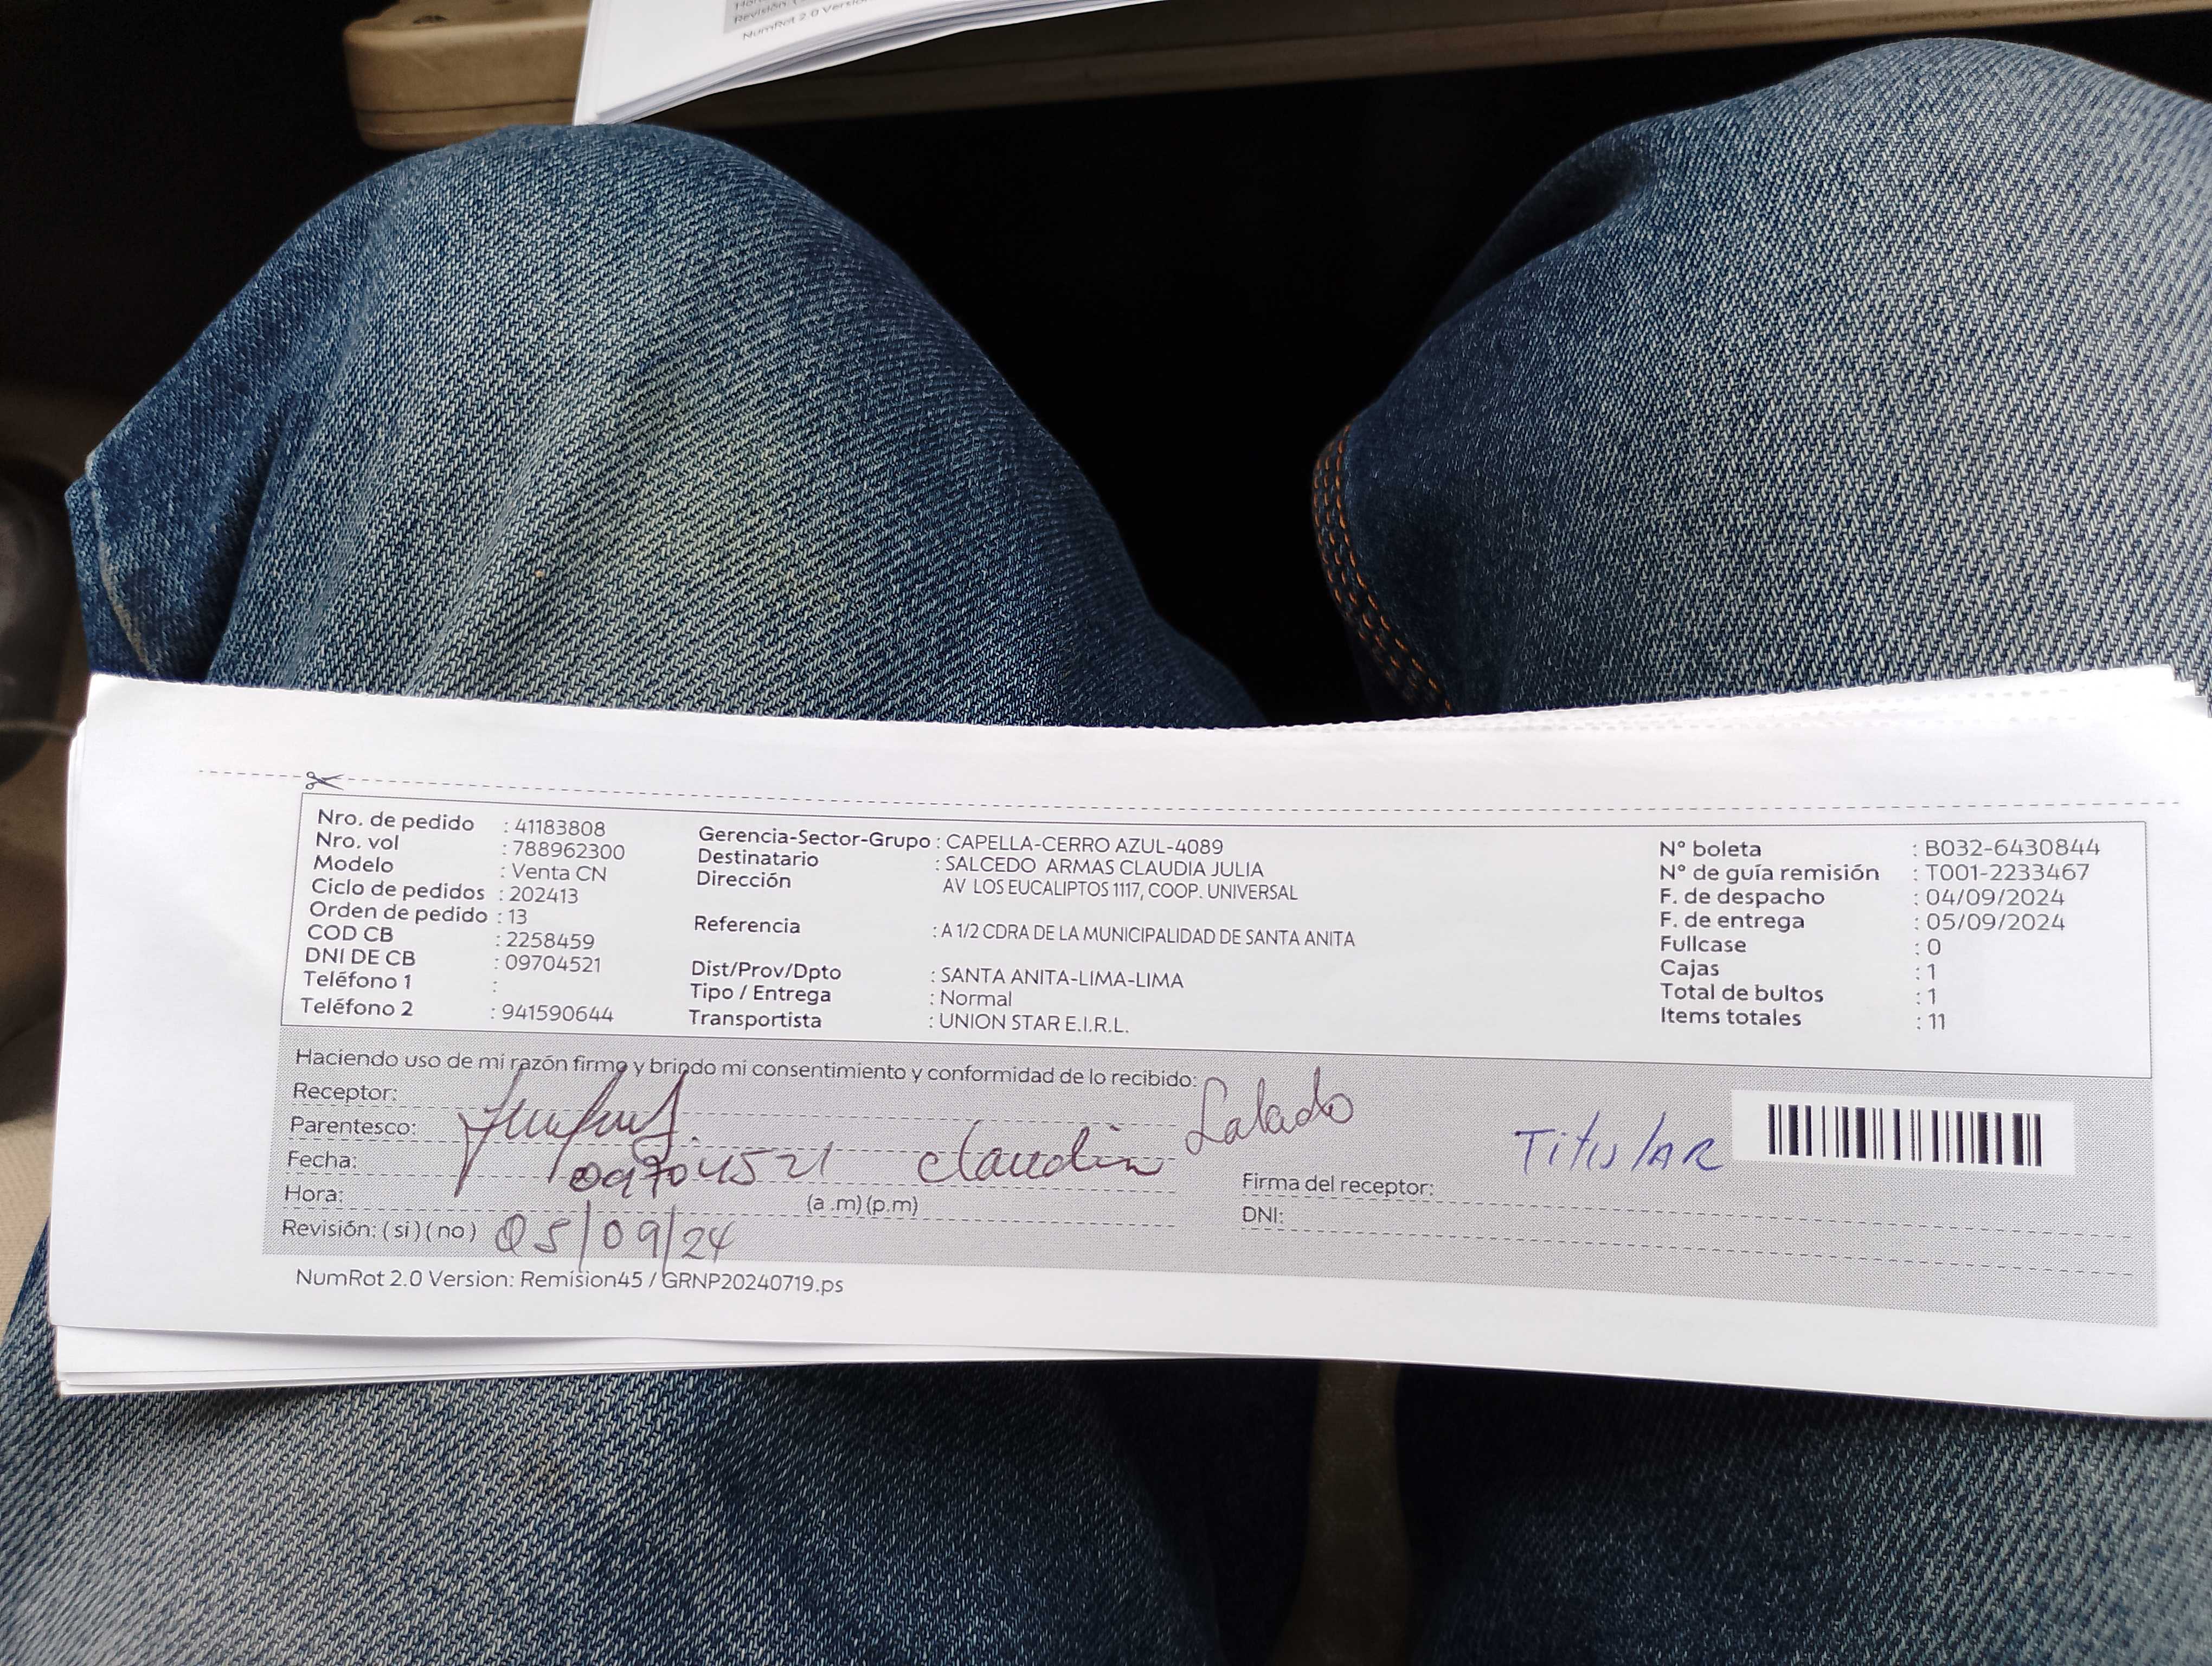 NumRot 2.0
Nro. de pedido : 41183808
Nro. vol : 788962300
Modelo : Venta CN
Ciclo de pedidos : 202413
Orden de pedido : 13
COD CB : 2258459
DNI DE CB : 09704521
Teléfono 1 :
Teléfono 2 : 941590644
Gerencia-Sector-Grupo : CAPELLA-CERRO AZUL-4089
Destinatario : SALCEDO ARMAS CLAUDIA JULIA
Dirección AV LOS EUCALIPTOS 1117, COOP. UNIVERSAL
Referencia : A 1/2 CDRA DE LA MUNICIPALIDAD DE SANTA ANITA
Dist/Prov/Dpto : SANTA ANITA-LIMA-LIMA
Tipo / Entrega : Normal
Transportista : UNION STAR E.I.R.L.
N° boleta : B032-6430844
N° de guía remisión : T001-2233467
F. de despacho : 04/09/2024
F. de entrega : 05/09/2024
Fullcase : 0
Cajas : 1
Total de bultos : 1
Items totales : 11
Haciendo uso de mi razón firmo y brindo mi consentimiento y conformidad de lo recibido:
Receptor:
Parentesco:
Fecha: 09704521 Claudia
Hora: (a .m) (p.m)
Revisión: ( si ) ( no ) 05/09/24
Titular
Firma del receptor:
DNI:
NumRot 2.0 Version: Remision45 / GRNP20240719.ps